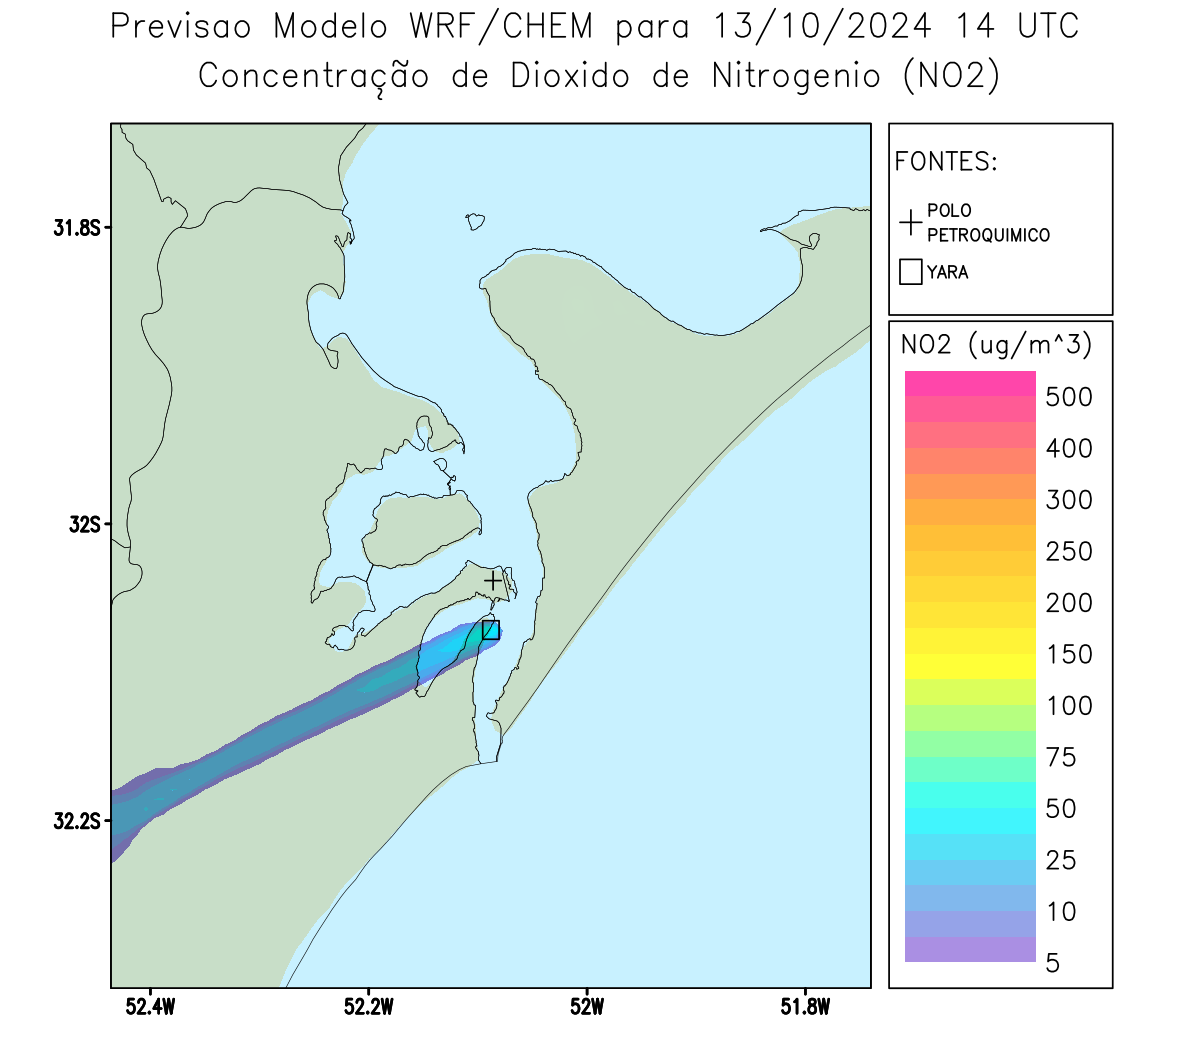 Previsao Modelo WRF/CHEM para 13/10/2024 14 UTC
Concentração de Dioxido de Nitrogenio (NO2)
FONTES:
POLO
PETROQUIMICO
YARA
NO2 (ug/m^3)
500
400
300
250
200
150
100
75
50
25
10
5
31.8S
32S
32.2S
52.4W
52.2W
52W
51.8W